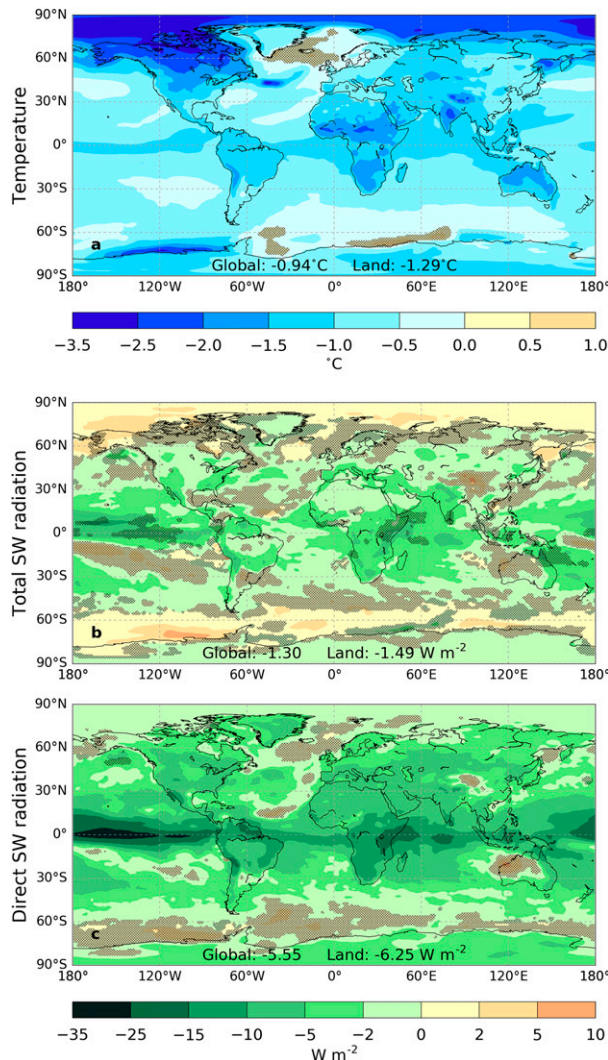 90°N
60°N
30°N
0°
30°S
60°S
90°S
Temperature
a
Global: -0.94°C Land: -1.29°C
180° 120°W 60°W 0° 60°E 120°E 180°
−3.5 −2.5 −2.0 −1.5 −1.0 −0.5 0.0 0.5 1.0
°C
90°N
60°N
30°N
0°
30°S
60°S
90°S
Total SW radiation
b
Global: -1.30 Land: -1.49 W m⁻²
180° 120°W 60°W 0° 60°E 120°E 180°
90°N
60°N
30°N
0°
30°S
60°S
90°S
Direct SW radiation
c
Global: -5.55 Land: -6.25 W m⁻²
180° 120°W 60°W 0° 60°E 120°E 180°
−35 −25 −15 −10 −5 −2 0 2 5 10
W m⁻²